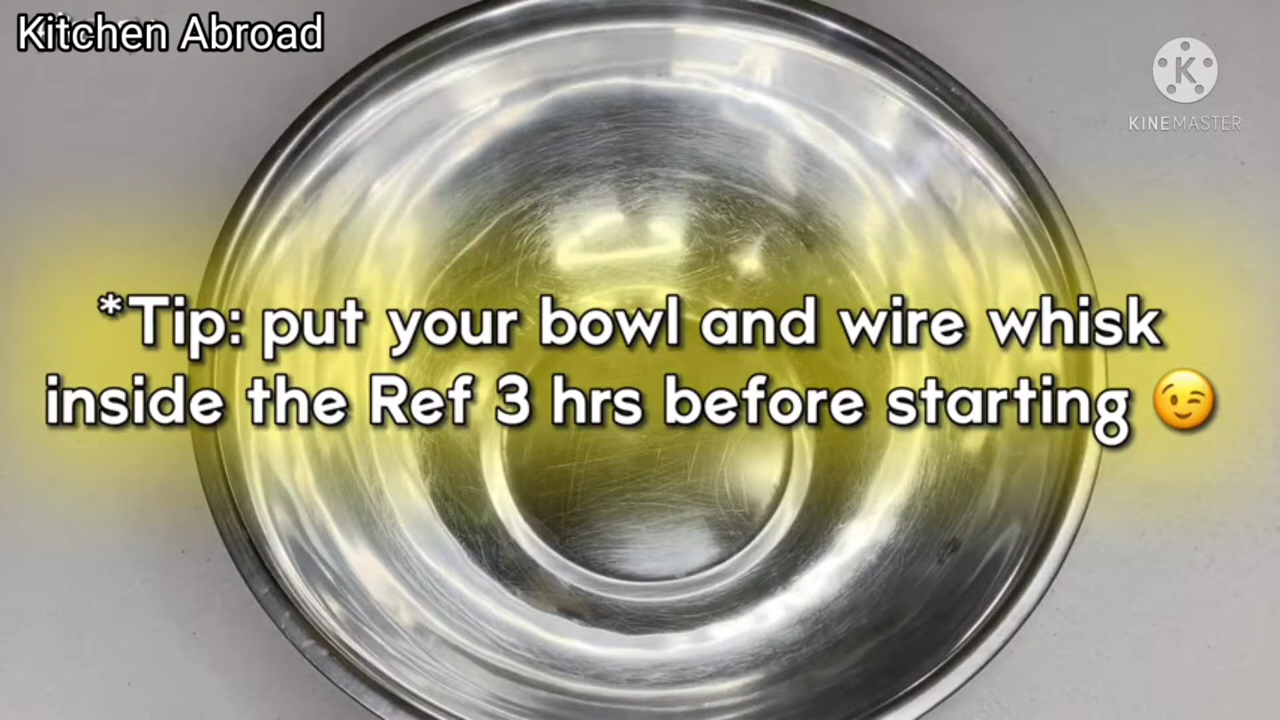 Kitchen Abroad
K
KINEMASTER
*Tip: put your bowl and wire whisk
inside the Ref 3 hrs before starting 😉